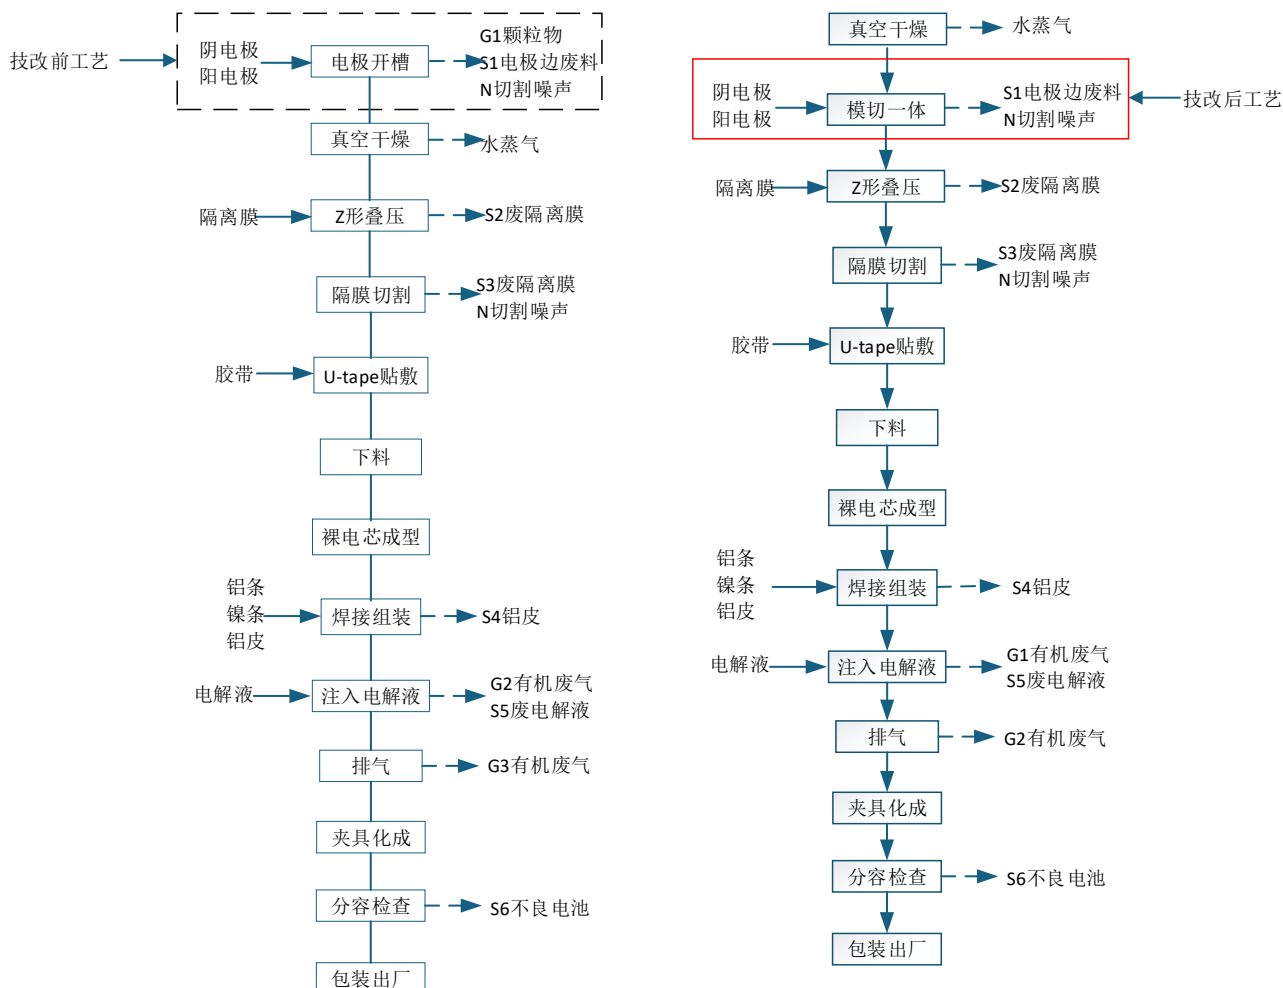 技改前工艺
阴电极
阳电极
电极开槽
G1颗粒物
S1电极边废料
N切割噪声
真空干燥
水蒸气
隔离膜
Z形叠压
S2废隔离膜
隔膜切割
S3废隔离膜
N切割噪声
胶带
U-tape贴敷
下料
裸电芯成型
铝条
镍条
铝皮
焊接组装
S4铝皮
电解液
注入电解液
G2有机废气
S5废电解液
排气
G3有机废气
夹具化成
分容检查
S6不良电池
包装出厂
真空干燥
水蒸气
阴电极
阳电极
模切一体
S1电极边废料
N切割噪声
技改后工艺
隔离膜
Z形叠压
S2废隔离膜
隔膜切割
S3废隔离膜
N切割噪声
胶带
U-tape贴敷
下料
裸电芯成型
铝条
镍条
铝皮
焊接组装
S4铝皮
电解液
注入电解液
G1有机废气
S5废电解液
排气
G2有机废气
夹具化成
分容检查
S6不良电池
包装出厂